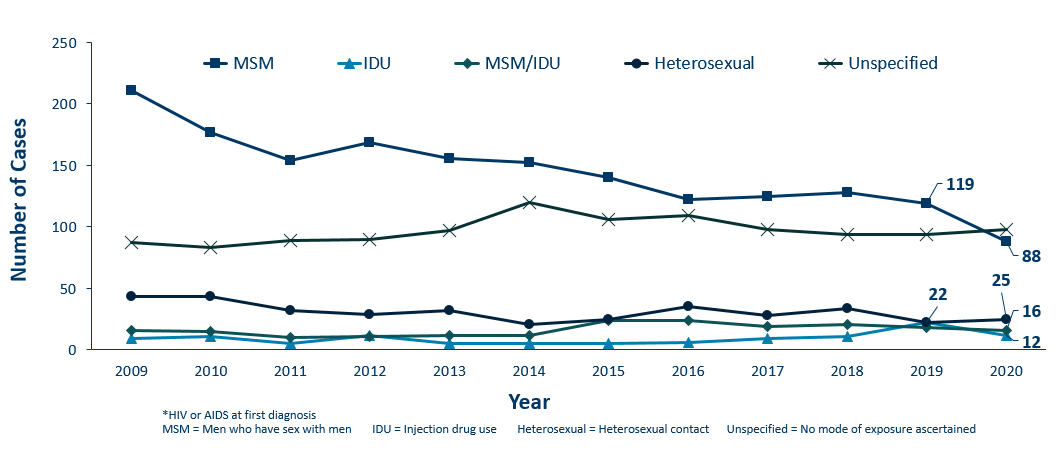 250
MSM IDU MSM/IDU Heterosexual Unspecified
200
150
119
100
88
50
25
22
16
12
0
2009 2010 2011 2012 2013 2014 2015 2016 2017 2018 2019 2020
Number of Cases
Year
*HIV or AIDS at first diagnosis
MSM = Men who have sex with men IDU = Injection drug use Heterosexual = Heterosexual contact Unspecified = No mode of exposure ascertained